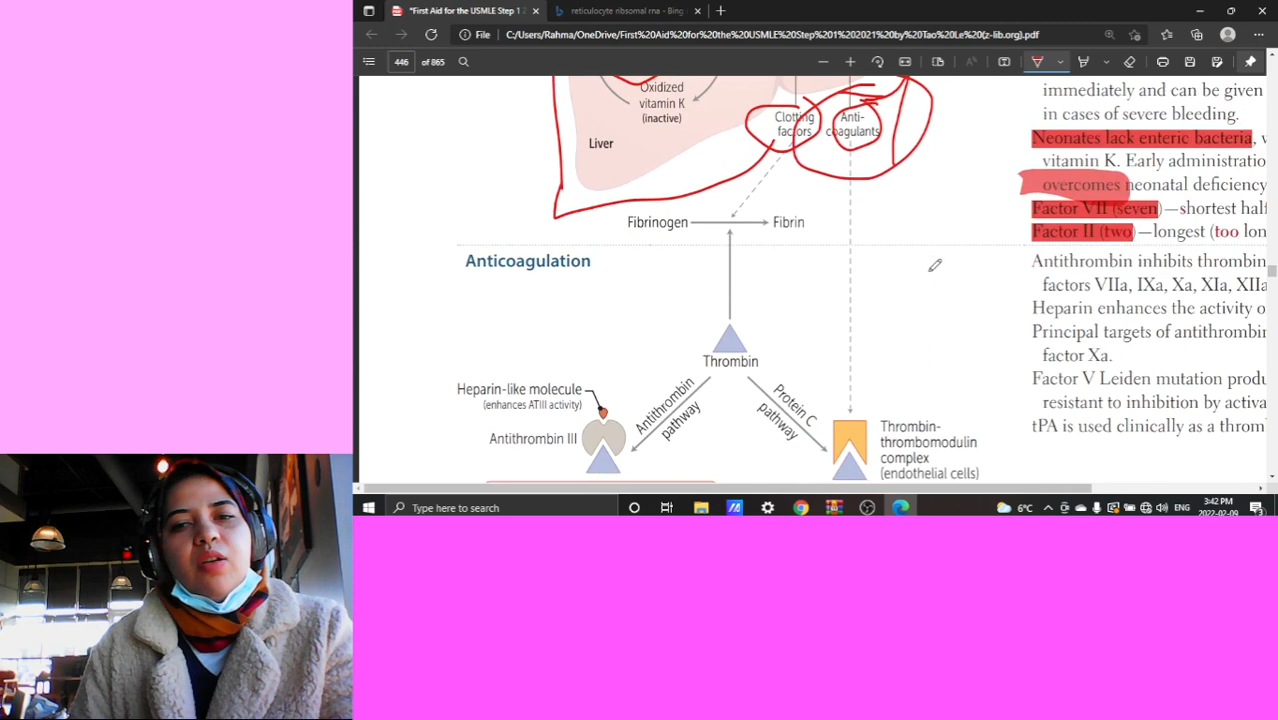 "First Aid for the USMLE Step 1 2
reticulocyte ribsomal rna - Bing
File
C:/Users/Rahma/OneDrive/First%20Aid%20for%20the%20USMLE%20Step%201%202021%20by%20Tao%20Le%20(z-lib.org).pdf
446 of 865
Oxidized
vitamin K
(inactive)
Liver
Clotting
factors
Anti-
coagulants
Fibrinogen
Fibrin
immediately and can be given
in cases of severe bleeding.
Neonates lack enteric bacteria,
vitamin K. Early administratio
overcomes neonatal deficiency
Factor VII (seven)—shortest half
Factor II (two)—longest (too lon
Anticoagulation
Thrombin
Heparin-like molecule
(enhances ATIII activity)
Antithrombin III
Antithrombin
pathway
Protein C
pathway
Thrombin-
thrombomodulin
complex
(endothelial cells)
Antithrombin inhibits thrombin
factors VIIa, IXa, Xa, XIa, XIIa
Heparin enhances the activity o
Principal targets of antithrombi
factor Xa.
Factor V Leiden mutation produ
resistant to inhibition by activa
tPA is used clinically as a throm
Type here to search
6°C
ENG
3:42 PM
2022-02-09